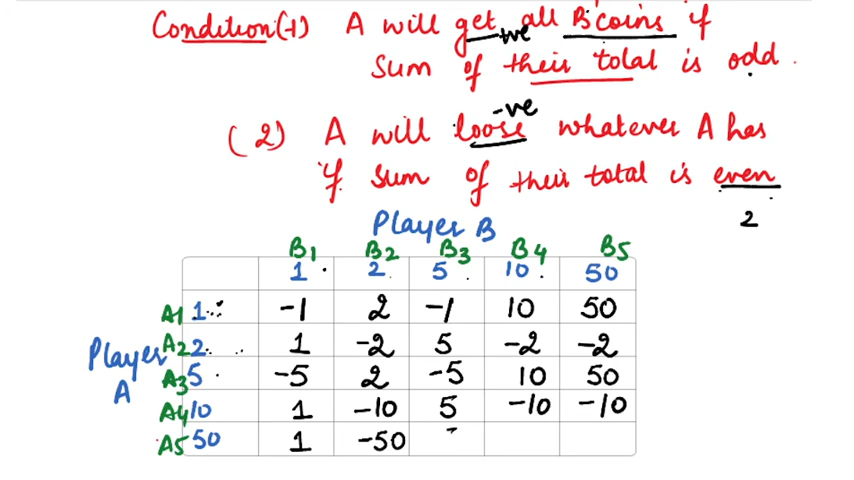 Condition(1) A will get all B'coins if
+ve
sum of their total is odd.
-ve
(2) A will loose whatever A has
if sum of their total is even
2
Player B
B1 B2 B3 B4 B5
1 2 5 10 50
A1 1 -1 2 -1 10 50
A2 2 1 -2 5 -2 -2
Player A
A3 5 -5 2 -5 10 50
A4 10 1 -10 5 -10 -10
A5 50 1 -50